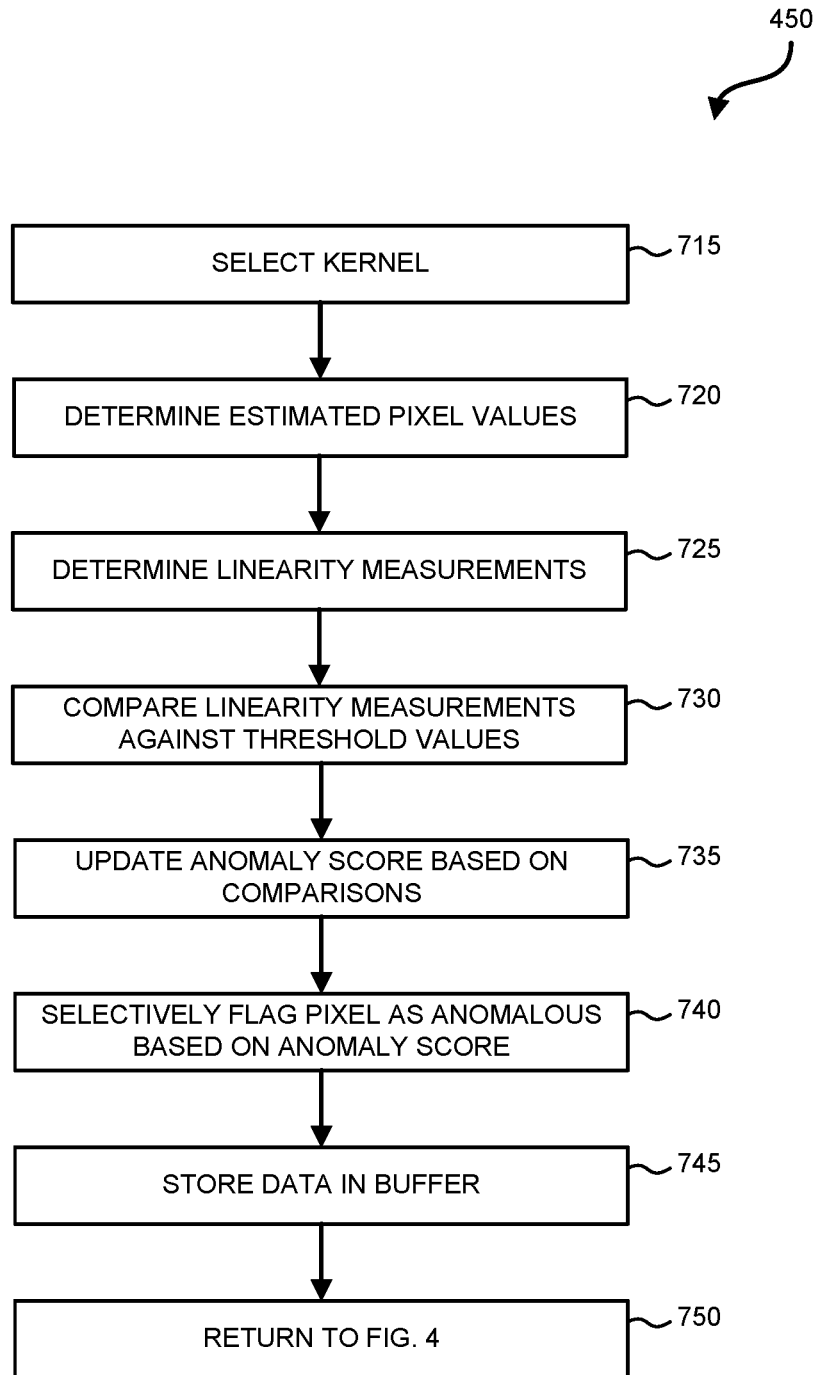 450
SELECT KERNEL
715
DETERMINE ESTIMATED PIXEL VALUES
720
DETERMINE LINEARITY MEASUREMENTS
725
COMPARE LINEARITY MEASUREMENTS
AGAINST THRESHOLD VALUES
730
UPDATE ANOMALY SCORE BASED ON
COMPARISONS
735
SELECTIVELY FLAG PIXEL AS ANOMALOUS
BASED ON ANOMALY SCORE
740
STORE DATA IN BUFFER
745
RETURN TO FIG. 4
750